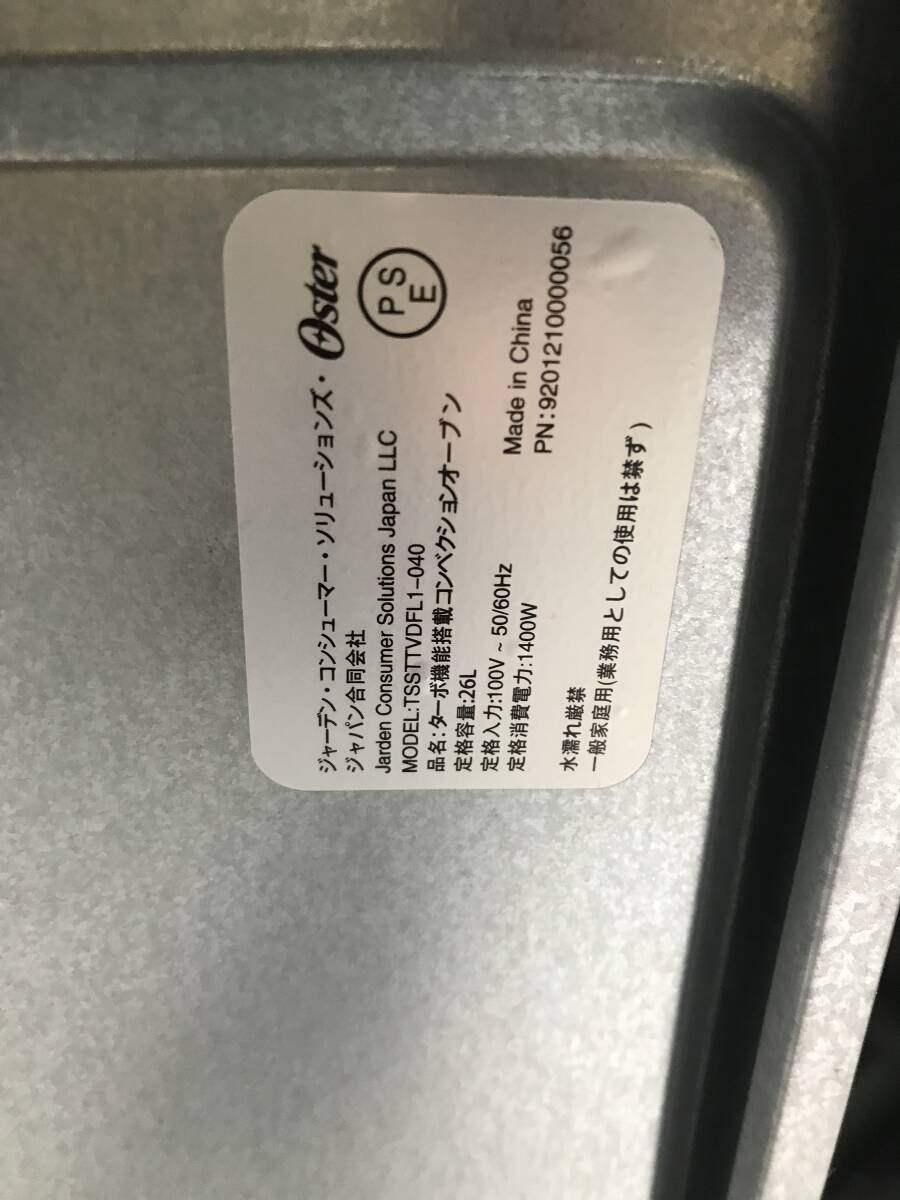 ジャーデン・コンシューマー・ソリューションズ・
ジャパン合同会社
Oster
PSE
Jarden Consumer Solutions Japan LLC
MODEL:TSSTTVDFL1-040
品名:ターボ機能搭載コンベクションオーブン
定格容量:26L
定格入力:100V ~ 50/60Hz
定格消費電力:1400W
Made in China
PN:9201210000056
水濡れ厳禁
一般家庭用(業務用としての使用は禁ず)